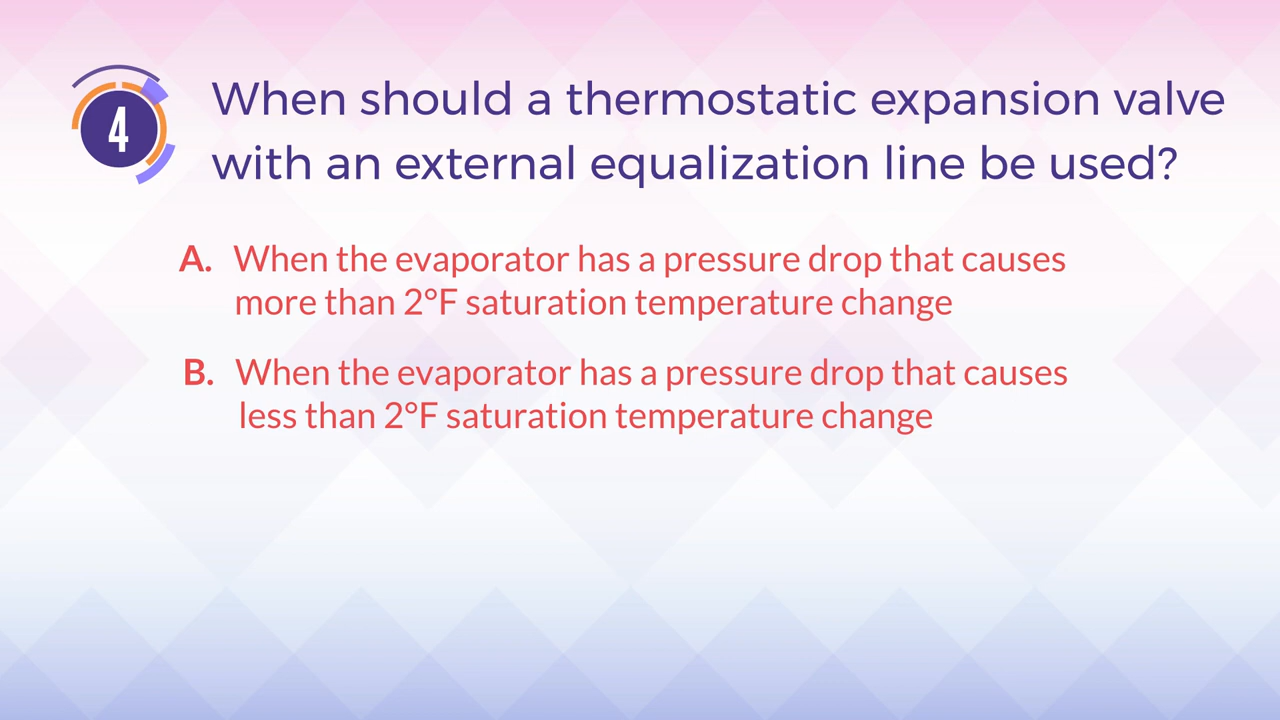 4
When should a thermostatic expansion valve
with an external equalization line be used?
A. When the evaporator has a pressure drop that causes
more than 2°F saturation temperature change
B. When the evaporator has a pressure drop that causes
less than 2°F saturation temperature change